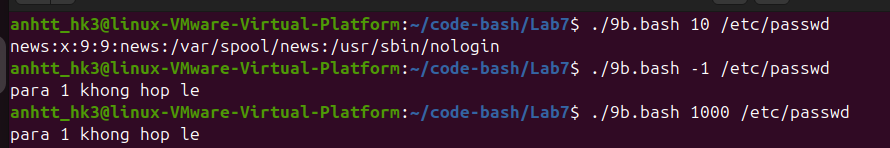 anhtt_hk3@linux-VMware-Virtual-Platform:~/code-bash/Lab7$ ./9b.bash 10 /etc/passwd
news:x:9:9:news:/var/spool/news:/usr/sbin/nologin
anhtt_hk3@linux-VMware-Virtual-Platform:~/code-bash/Lab7$ ./9b.bash -1 /etc/passwd
para 1 khong hop le
anhtt_hk3@linux-VMware-Virtual-Platform:~/code-bash/Lab7$ ./9b.bash 1000 /etc/passwd
para 1 khong hop le